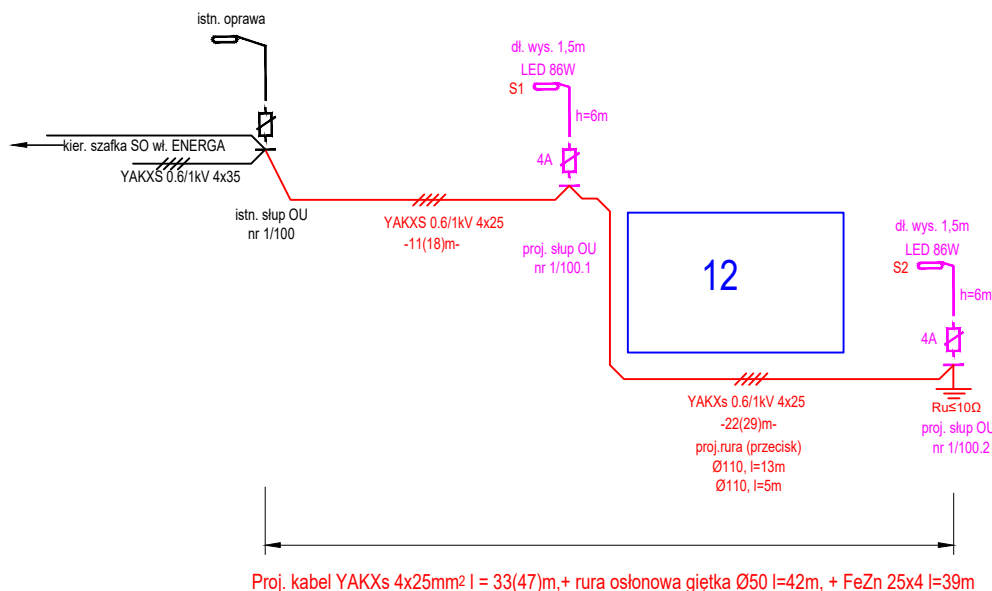 istn. oprawa
kier. szafka SO wł. ENERGA
YAKXS 0.6/1kV 4x35
istn. słup OU
nr 1/100
YAKXS 0.6/1kV 4x25
-11(18)m-
dł. wys. 1,5m
LED 86W
S1
h=6m
4A
proj. słup OU
nr 1/100.1
12
dł. wys. 1,5m
LED 86W
S2
h=6m
4A
Ru≤10Ω
proj. słup OU
nr 1/100.2
YAKXs 0.6/1kV 4x25
-22(29)m-
proj.rura (przecisk)
Ø110, l=13m
Ø110, l=5m
Proj. kabel YAKXs 4x25mm² l = 33(47)m,+ rura osłonowa giętka Ø50 l=42m, + FeZn 25x4 l=39m